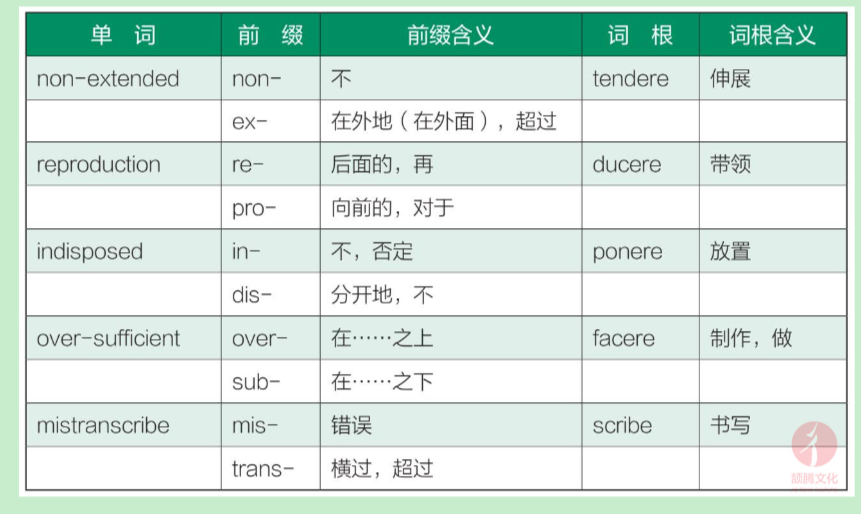 单 词 前 缀 前缀含义 词 根 词根含义
non-extended non- 不 tendere 伸展
ex- 在外地（在外面），超过
reproduction re- 后面的，再 ducere 带领
pro- 向前的，对于
indisposed in- 不，否定 ponere 放置
dis- 分开地，不
over-sufficient over- 在……之上 facere 制作，做
sub- 在……之下
mistranscribe mis- 错误 scribe 书写
trans- 横过，超过
颉腾文化